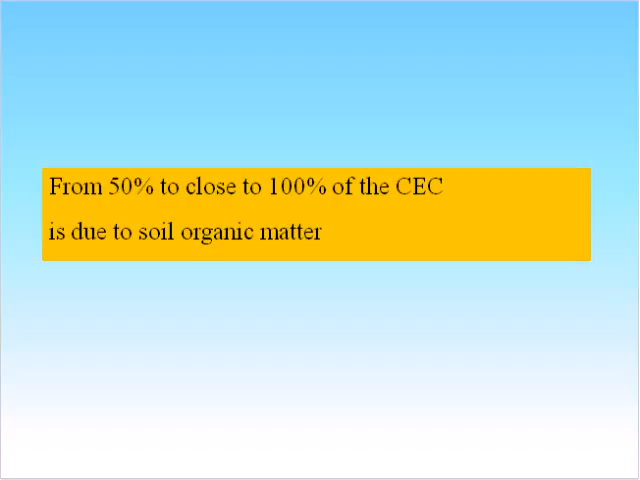 From 50% to close to 100% of the CEC
is due to soil organic matter